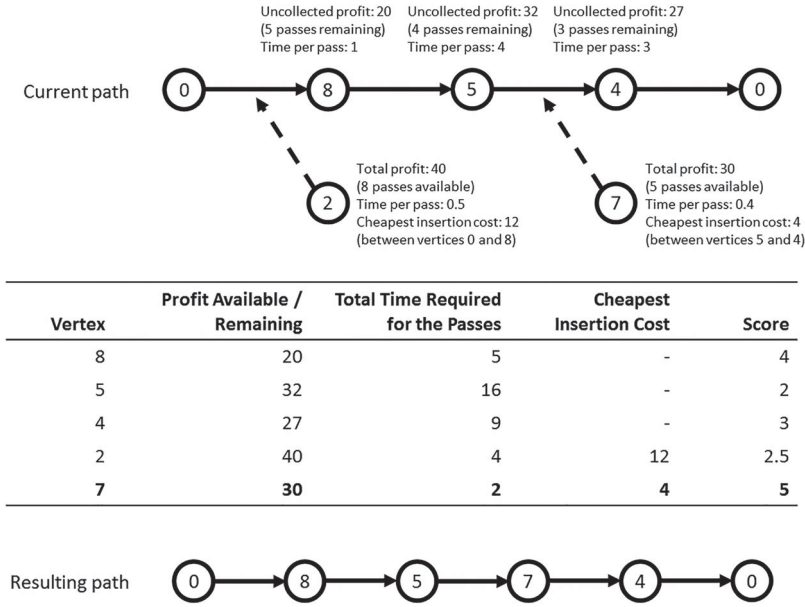 Uncollected profit: 20
(5 passes remaining)
Time per pass: 1
Uncollected profit: 32
(4 passes remaining)
Time per pass: 4
Uncollected profit: 27
(3 passes remaining)
Time per pass: 3
Current path 0 8 5 4 0
2
Total profit: 40
(8 passes available)
Time per pass: 0.5
Cheapest insertion cost: 12
(between vertices 0 and 8)
7
Total profit: 30
(5 passes available)
Time per pass: 0.4
Cheapest insertion cost: 4
(between vertices 5 and 4)
Profit Available / Total Time Required Cheapest
Vertex Remaining for the Passes Insertion Cost Score
8 20 5 - 4
5 32 16 - 2
4 27 9 - 3
2 40 4 12 2.5
7 30 2 4 5
Resulting path 0 8 5 7 4 0